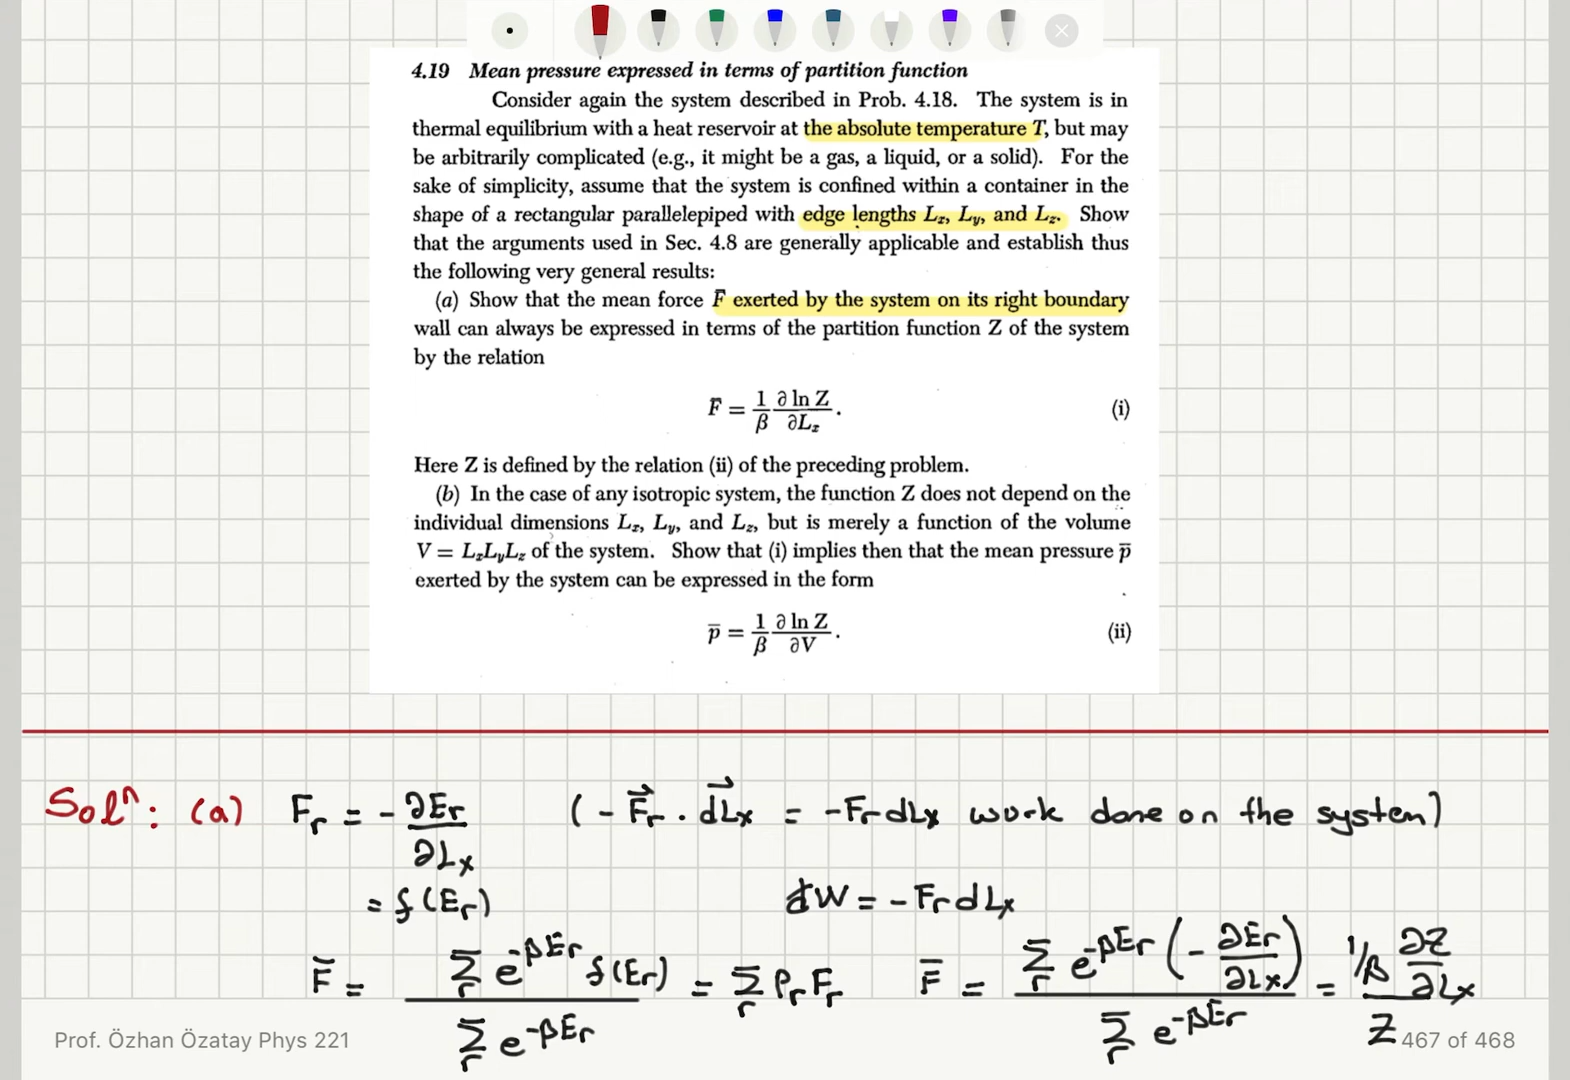 4.19 Mean pressure expressed in terms of partition function
Consider again the system described in Prob. 4.18. The system is in
thermal equilibrium with a heat reservoir at the absolute temperature T, but may
be arbitrarily complicated (e.g., it might be a gas, a liquid, or a solid). For the
sake of simplicity, assume that the system is confined within a container in the
shape of a rectangular parallelepiped with edge lengths Lx, Ly, and Lz. Show
that the arguments used in Sec. 4.8 are generally applicable and establish thus
the following very general results:
(a) Show that the mean force F̄ exerted by the system on its right boundary
wall can always be expressed in terms of the partition function Z of the system
by the relation
F̄ = 1/β ∂ ln Z/∂Lx. (i)
Here Z is defined by the relation (ii) of the preceding problem.
(b) In the case of any isotropic system, the function Z does not depend on the
individual dimensions Lx, Ly, and Lz, but is merely a function of the volume
V = LxLyLz of the system. Show that (i) implies then that the mean pressure p̄
exerted by the system can be expressed in the form
p̄ = 1/β ∂ ln Z/∂V. (ii)
Solⁿ: (a) Fr = - ∂Er/∂Lx (- F⃗r . d⃗Lx = -FrdLx work done on the system)
= f(Er) đW = -FrdLx
F̄ = Σr e^-βEr f(Er) / Σr e^-βEr = Σr PrFr F̄ = Σr e^-βEr (- ∂Er/∂Lx) / Σr e^-βEr = 1/β ∂Z/∂Lx / Z
Prof. Özhan Özatay Phys 221 467 of 468